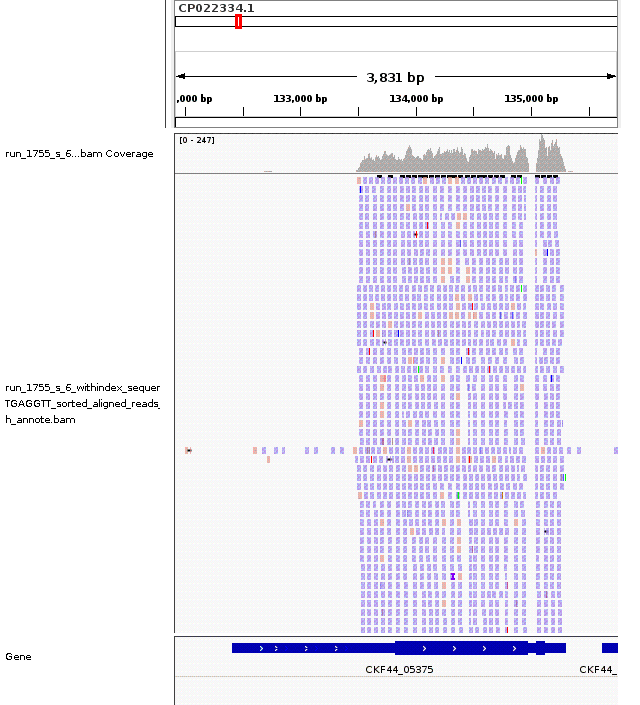 CP022334.1
3,831 bp
,000 bp 133,000 bp 134,000 bp 135,000 bp
[0 - 247]
run_1755_s_6...bam Coverage
run_1755_s_6_withindex_sequer
TGAGGTT_sorted_aligned_reads_
h_annote.bam
Gene
CKF44_05375 CKF44_